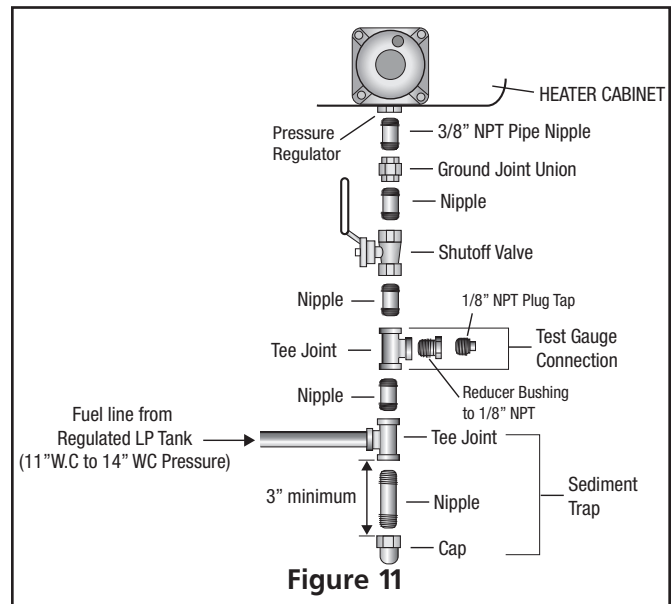 HEATER CABINET
Pressure
Regulator
3/8” NPT Pipe Nipple
Ground Joint Union
Nipple
Shutoff Valve
Nipple
1/8” NPT Plug Tap
Tee Joint
Test Gauge
Connection
Nipple
Reducer Bushing
to 1/8” NPT
Fuel line from
Regulated LP Tank
(11”W.C to 14” WC Pressure)
Tee Joint
3” minimum
Nipple
Sediment
Trap
Cap
Figure 11